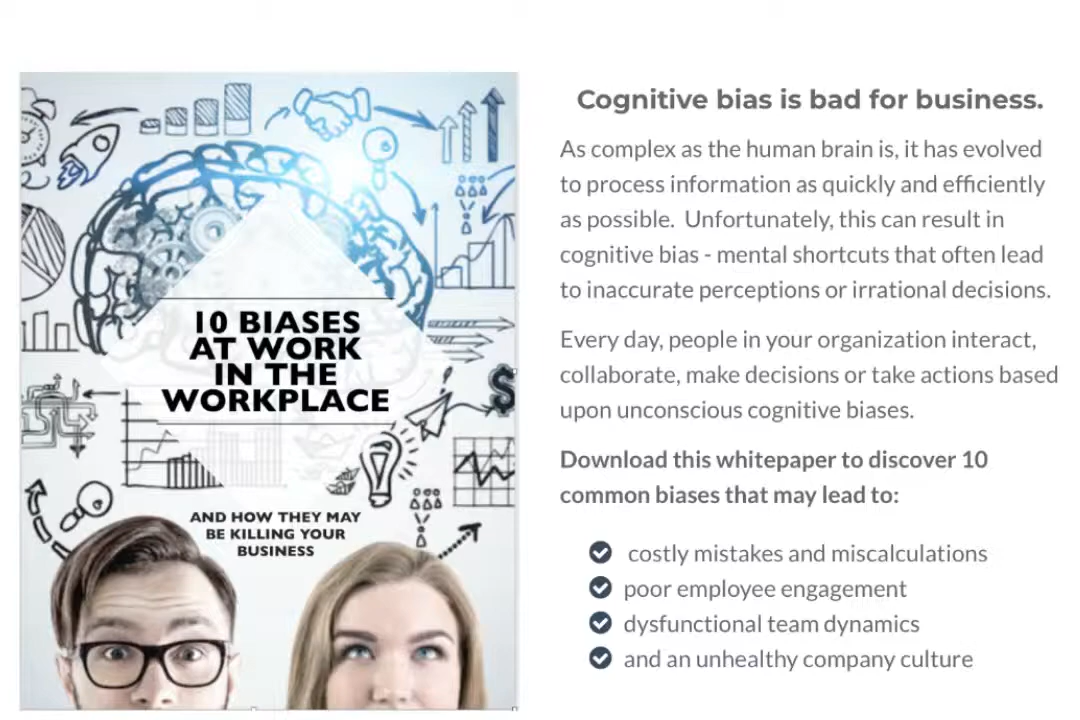 10 BIASES
AT WORK
IN THE
WORKPLACE
AND HOW THEY MAY
BE KILLING YOUR
BUSINESS
$
Cognitive bias is bad for business.
As complex as the human brain is, it has evolved
to process information as quickly and efficiently
as possible.  Unfortunately, this can result in
cognitive bias - mental shortcuts that often lead
to inaccurate perceptions or irrational decisions.
Every day, people in your organization interact,
collaborate, make decisions or take actions based
upon unconscious cognitive biases.
Download this whitepaper to discover 10
common biases that may lead to:
costly mistakes and miscalculations
poor employee engagement
dysfunctional team dynamics
and an unhealthy company culture